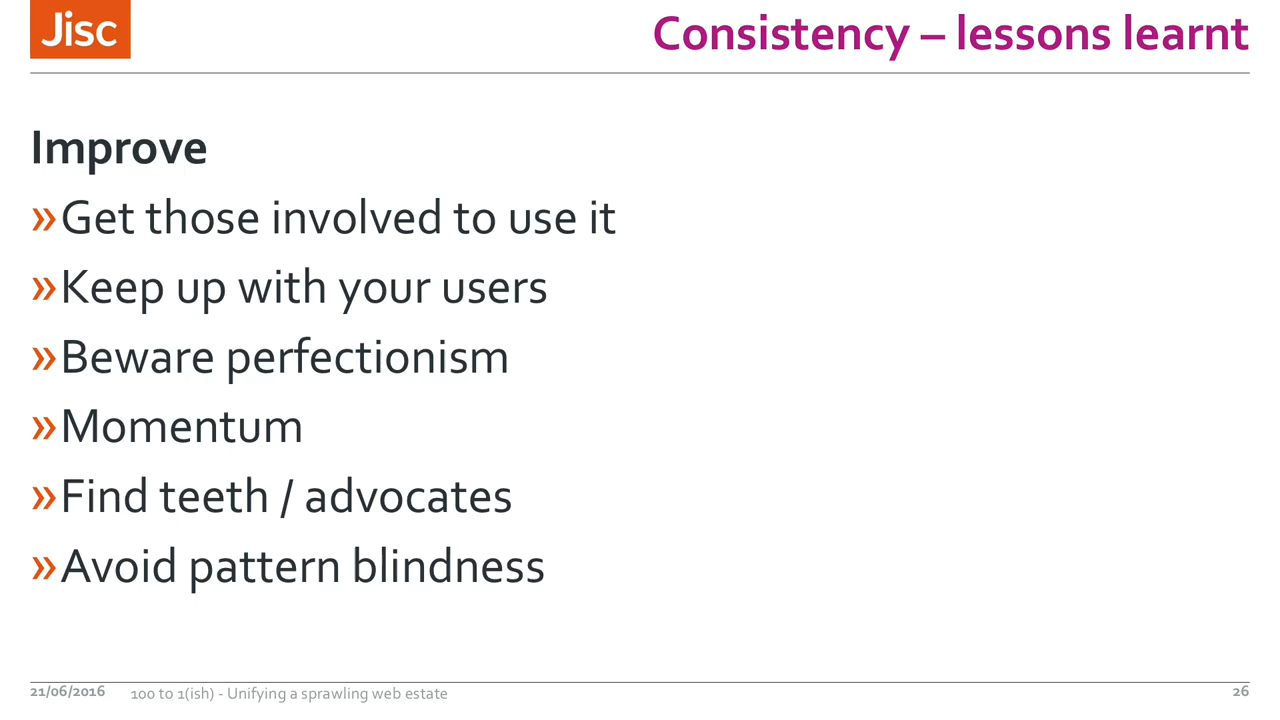 Jisc
Consistency – lessons learnt
Improve
»Get those involved to use it
»Keep up with your users
»Beware perfectionism
»Momentum
»Find teeth / advocates
»Avoid pattern blindness
21/06/2016 100 to 1(ish) - Unifying a sprawling web estate 26